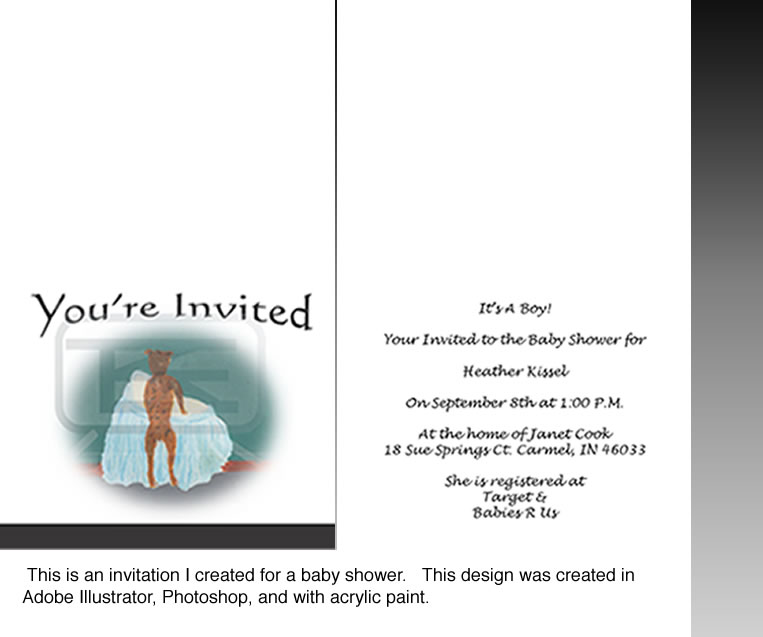 You're Invited
It's A Boy!
Your Invited to the Baby Shower for
Heather Kissel
On September 8th at 1:00 P.M.
At the home of Janet Cook
18 Sue Springs Ct. Carmel, IN 46033
She is registered at
Target &
Babies R Us
This is an invitation I created for a baby shower. This design was created in
Adobe Illustrator, Photoshop, and with acrylic paint.